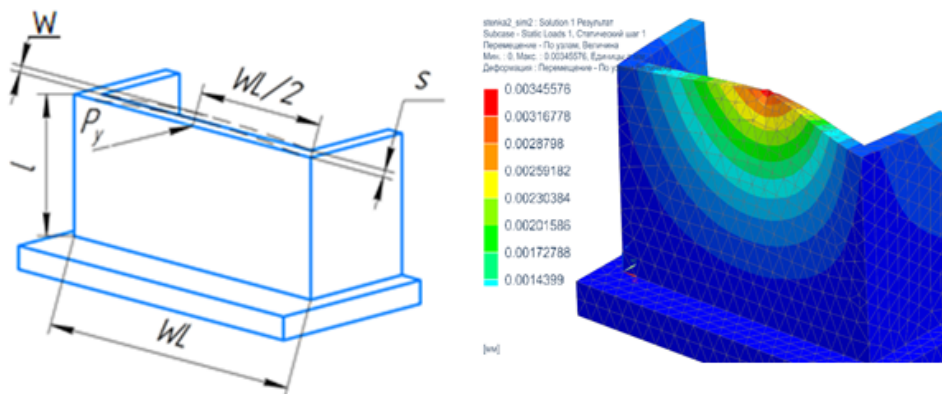 W
WL/2
s
Py
l
WL
stenka2_sim2 : Solution 1 Результат
Subcase - Static Loads 1, Статический шаг 1
Перемещение - По узлам, Величина
Мин. : 0, Макс. : 0.00345576, Единицы
Деформация : Перемещение - По
0.00345576
0.00316778
0.0028798
0.00259182
0.00230384
0.00201586
0.00172788
0.0014399
[мм]